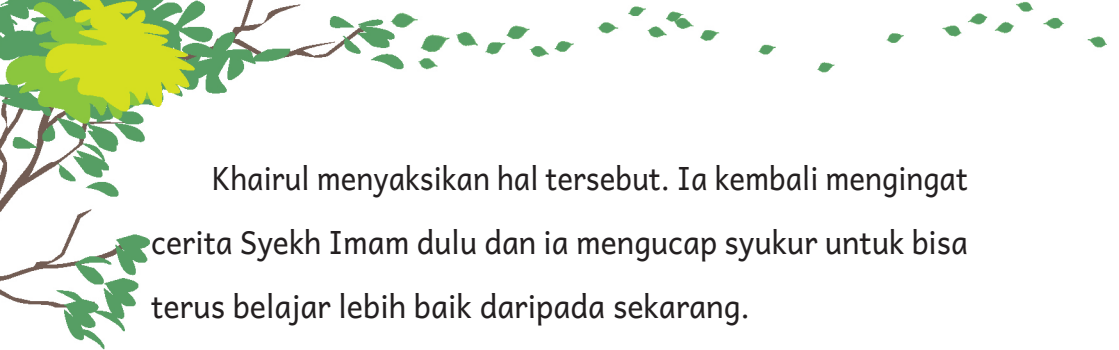 Khairul menyaksikan hal tersebut. Ia kembali mengingat
cerita Syekh Imam dulu dan ia mengucap syukur untuk bisa
terus belajar lebih baik daripada sekarang.